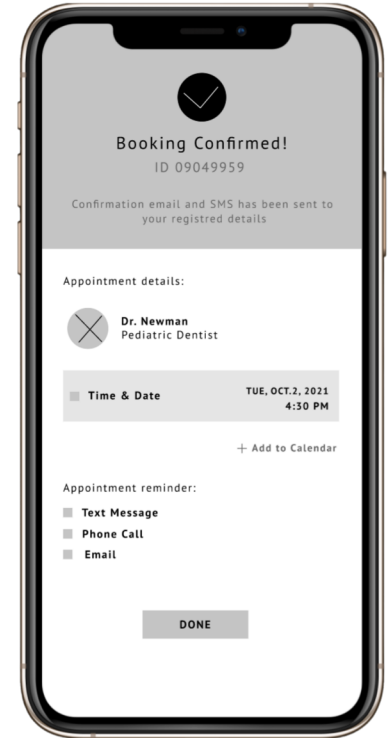 Booking Confirmed!
ID 09049959
Confirmation email and SMS has been sent to
your registred details
Appointment details:
Dr. Newman
Pediatric Dentist
Time & Date
TUE, OCT.2, 2021
4:30 PM
+ Add to Calendar
Appointment reminder:
Text Message
Phone Call
Email
DONE